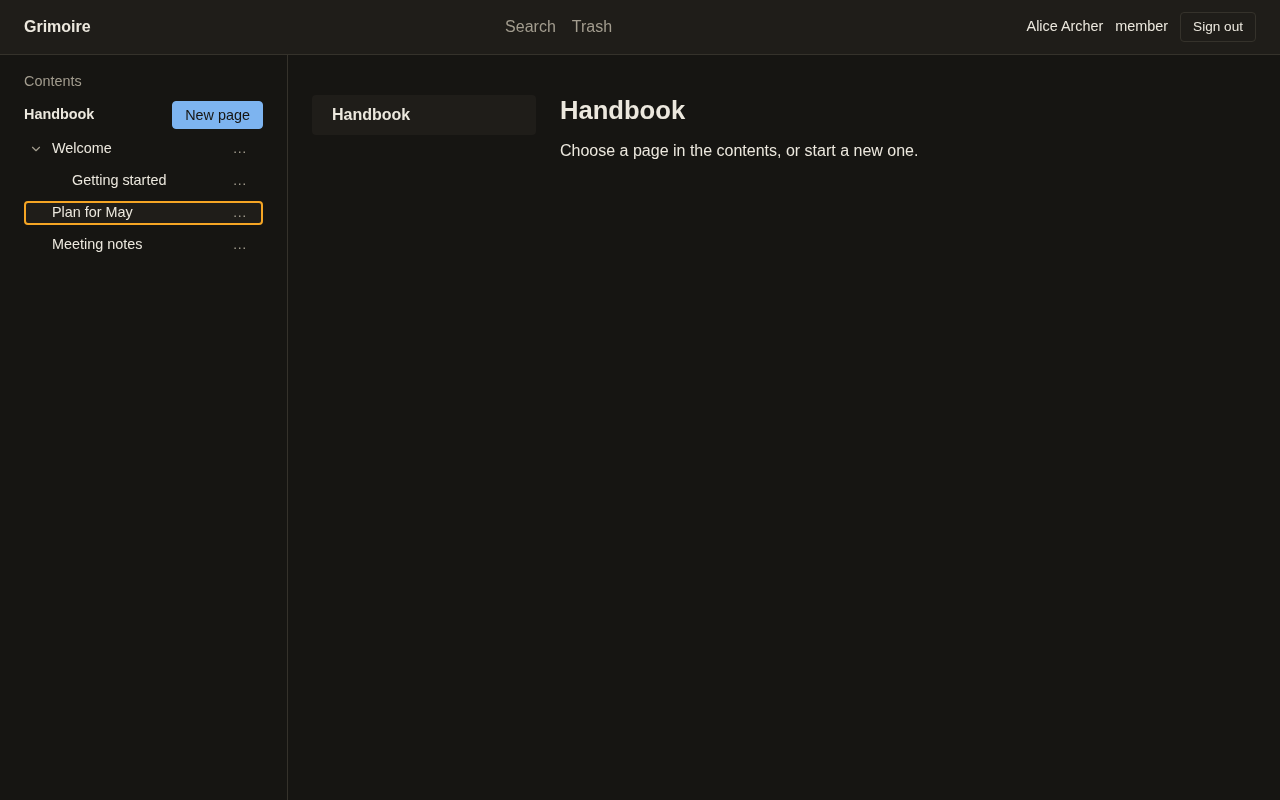 Grimoire
Search Trash
Alice Archer member Sign out
Contents
Handbook New page
Welcome ...
Getting started ...
Plan for May ...
Meeting notes ...
Handbook
Handbook
Choose a page in the contents, or start a new one.